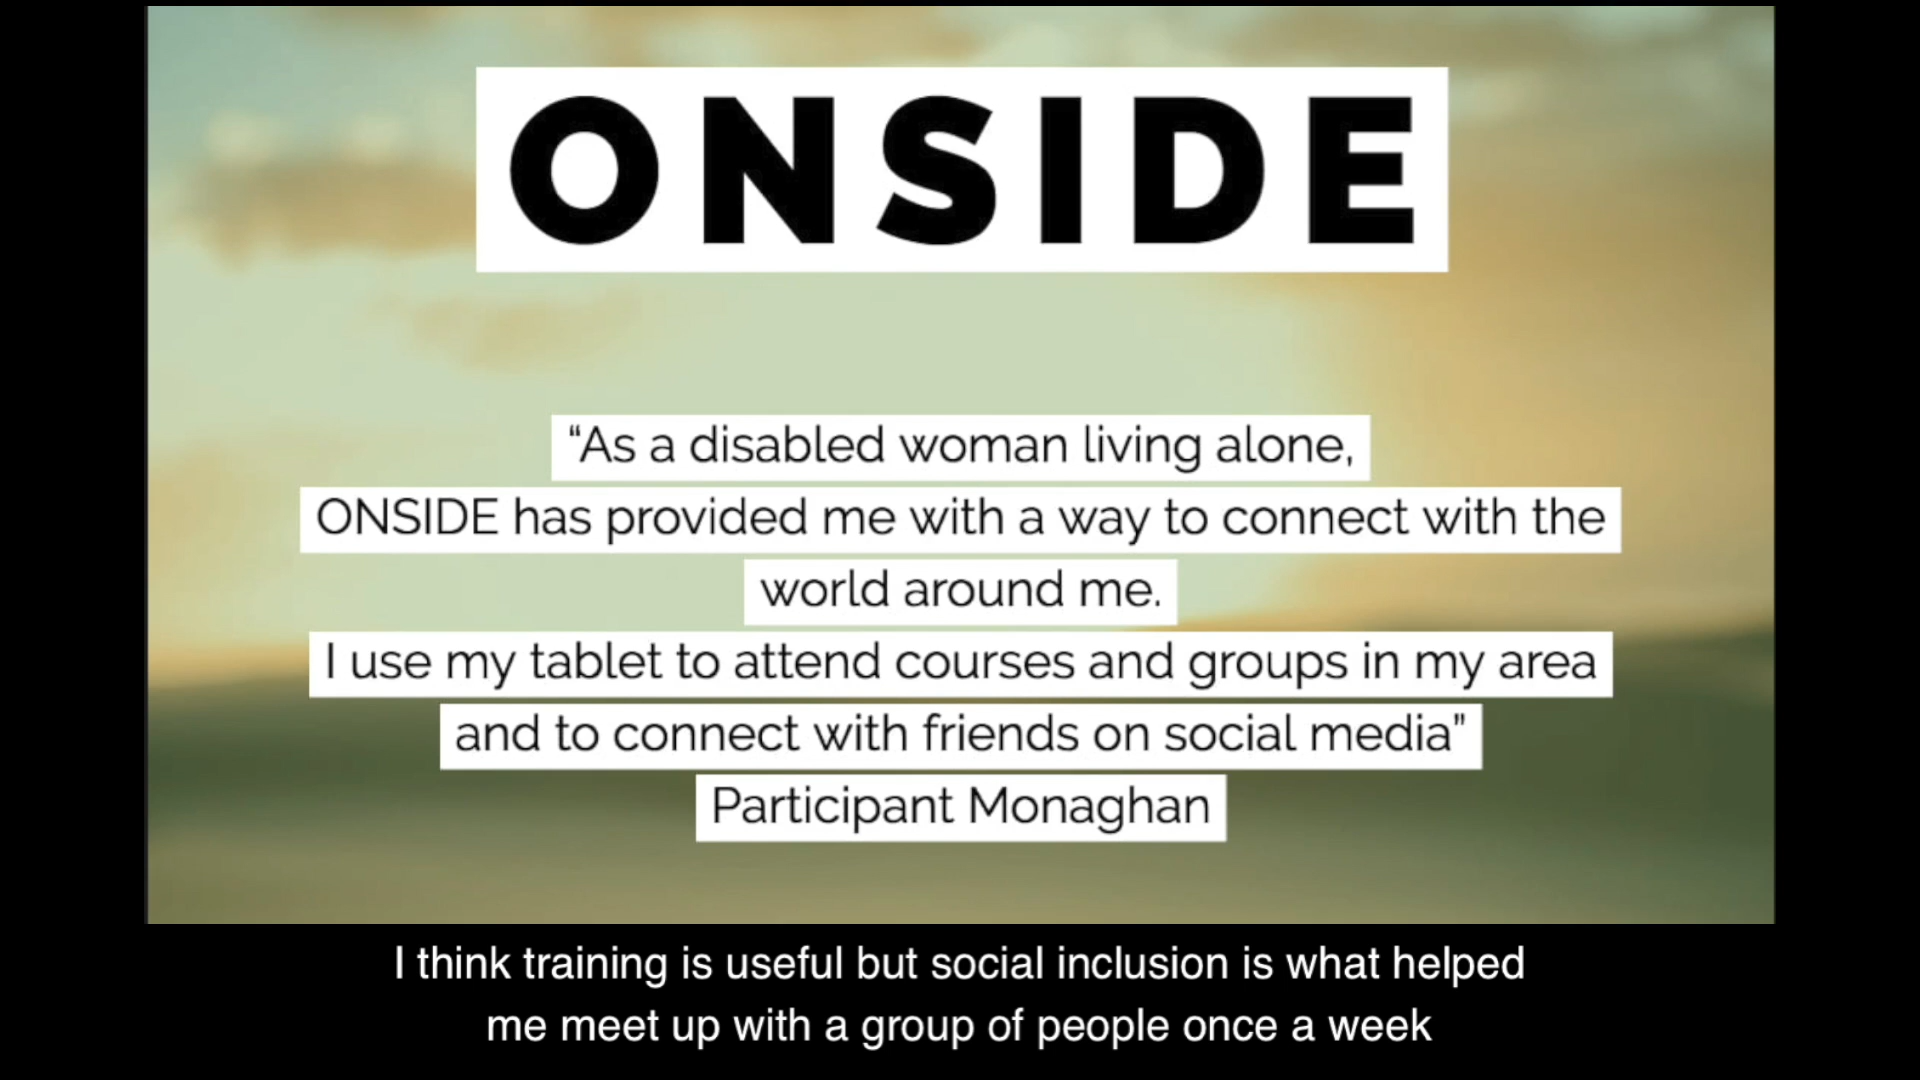 ONSIDE
“As a disabled woman living alone,
ONSIDE has provided me with a way to connect with the
world around me.
I use my tablet to attend courses and groups in my area
and to connect with friends on social media”
Participant Monaghan
I think training is useful but social inclusion is what helped
me meet up with a group of people once a week